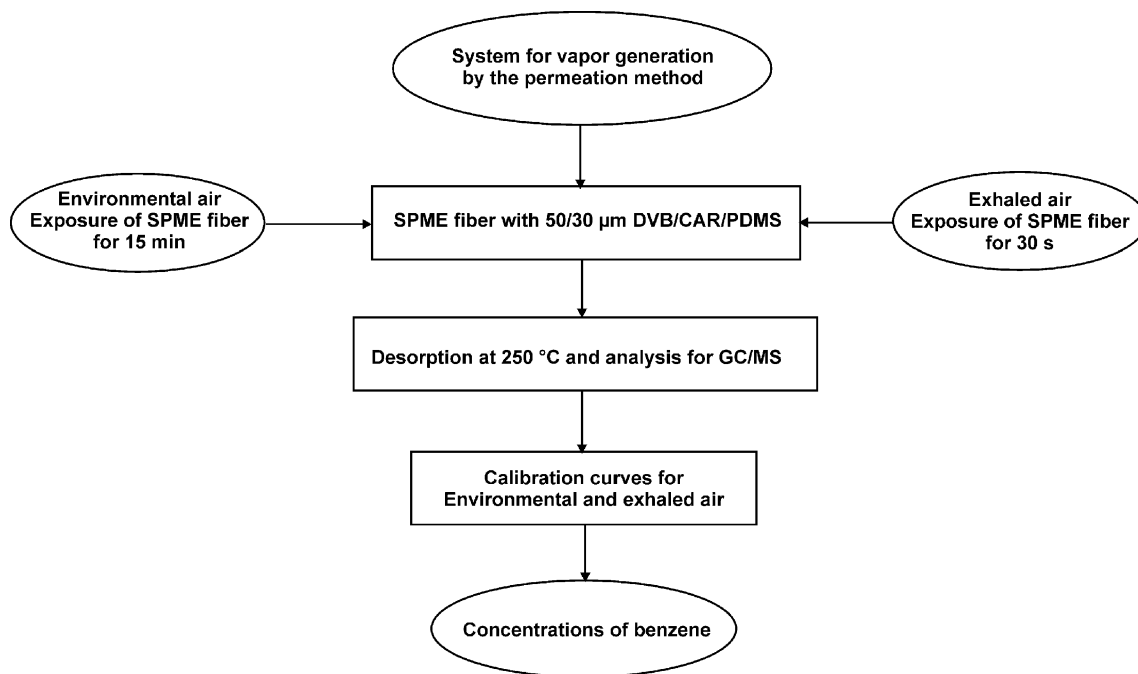 System for vapor generation
by the permeation method
Environmental air
Exposure of SPME fiber
for 15 min
SPME fiber with 50/30 µm DVB/CAR/PDMS
Exhaled air
Exposure of SPME fiber
for 30 s
Desorption at 250 °C and analysis for GC/MS
Calibration curves for
Environmental and exhaled air
Concentrations of benzene